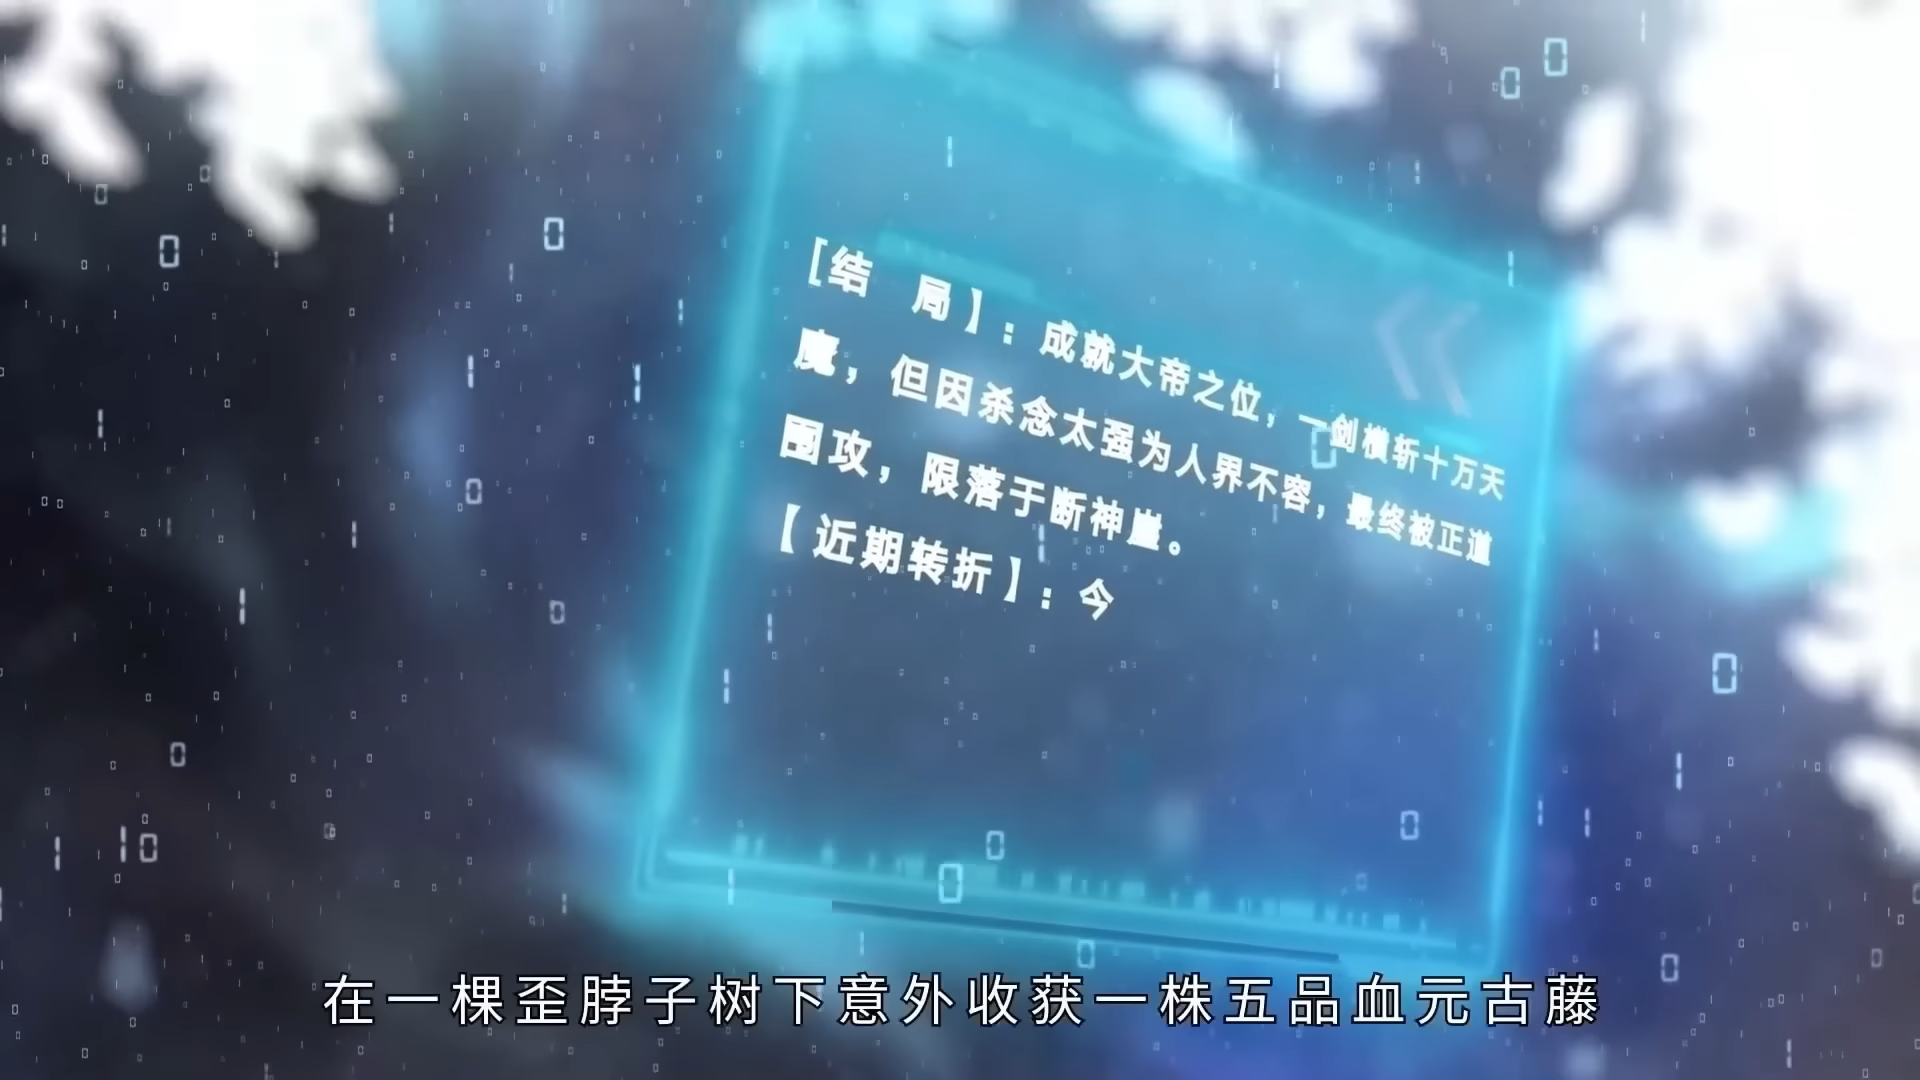 [结 局】：成就大帝之位，一剑横斩十万天
魔，但因杀念太强为人界不容，最终被正道
围攻，限落于断神崖。
【近期转折】：今
在一棵歪脖子树下意外收获一株五品血元古藤